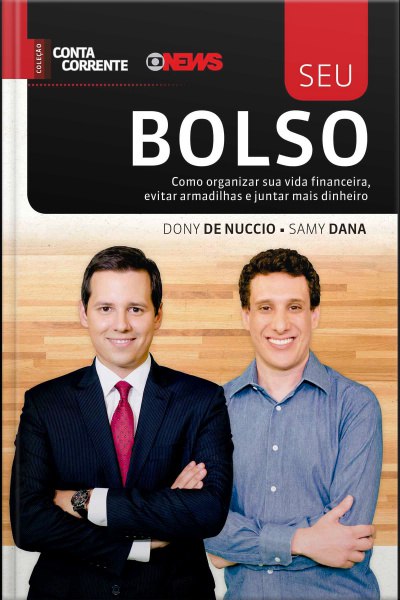 COLEÇÃO
CONTA
CORRENTE
GLOBONEWS
SEU
BOLSO
Como organizar sua vida financeira,
evitar armadilhas e juntar mais dinheiro
DONY DE NUCCIO ▪ SAMY DANA